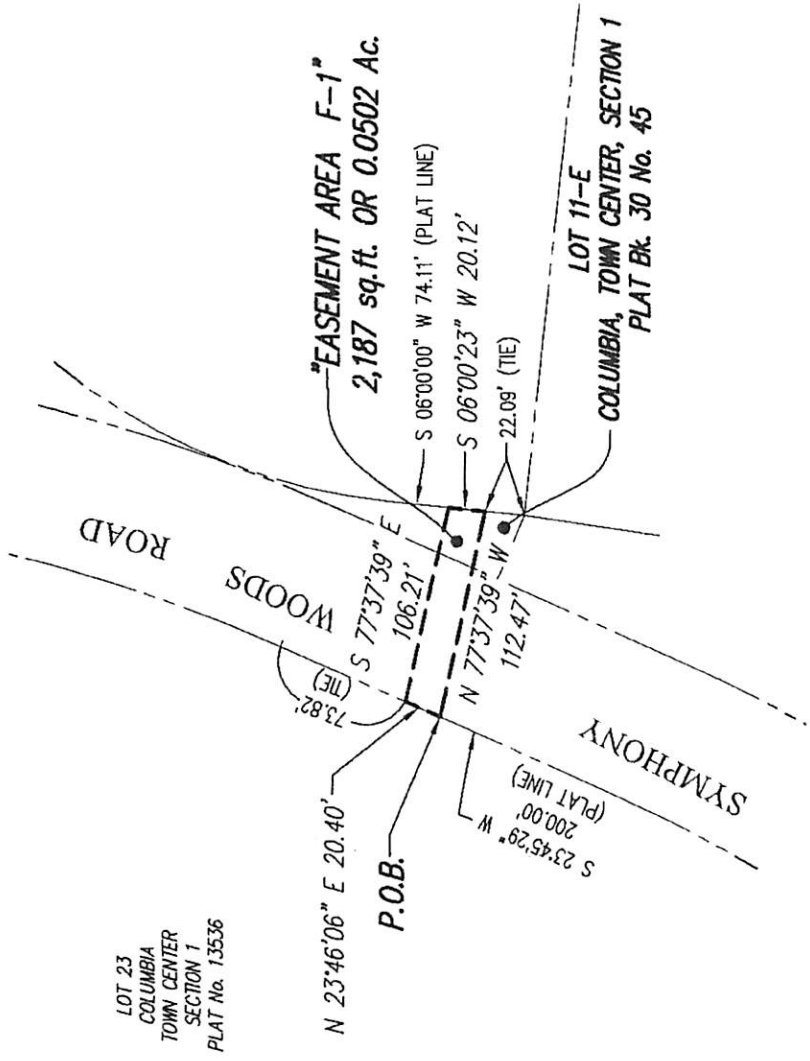 LOT 23
COLUMBIA
TOWN CENTER
SECTION 1
PLAT No. 13536
N 23°46'06" E 20.40'
P.O.B.
S 23°45'29" W
200.00'
(PLAT LINE)
73.82'
(TIE)
SYMPHONY WOODS ROAD
S 77°37'39" E
106.21'
N 77°37'39" W
112.47'
"EASEMENT AREA F-1"
2,187 sq.ft. OR 0.0502 Ac.
S 06°00'00" W 74.11' (PLAT LINE)
S 06°00'23" W 20.12'
22.09' (TIE)
LOT 11-E
COLUMBIA, TOWN CENTER, SECTION 1
PLAT Bk. 30 No. 45